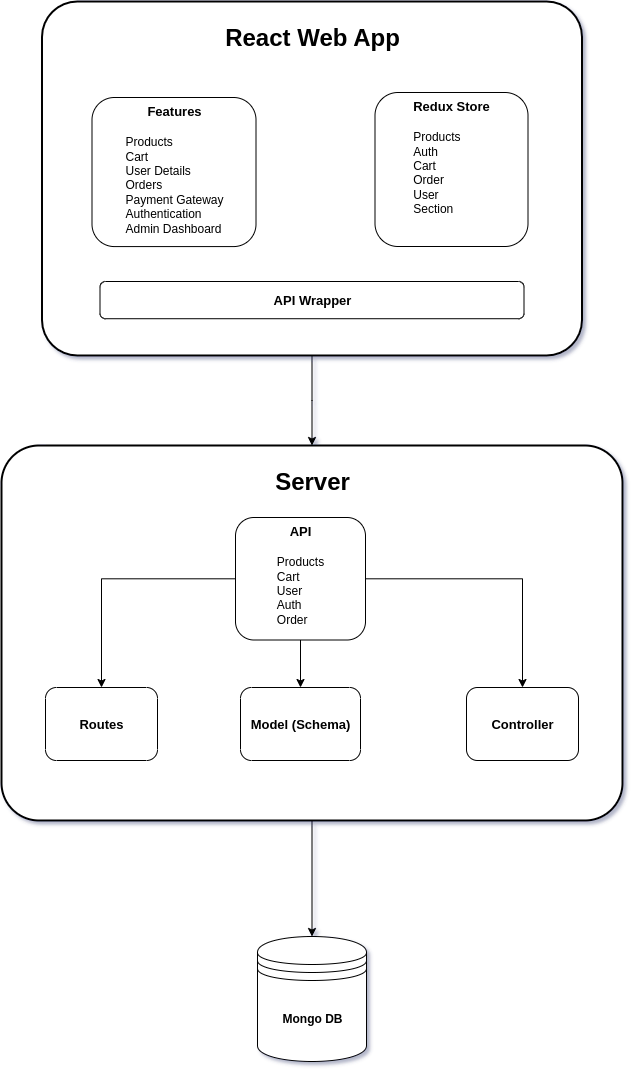 React Web App
Features
Products
Cart
User Details
Orders
Payment Gateway
Authentication
Admin Dashboard
Redux Store
Products
Auth
Cart
Order
User
Section
API Wrapper
Server
API
Products
Cart
User
Auth
Order
Routes
Model (Schema)
Controller
Mongo DB